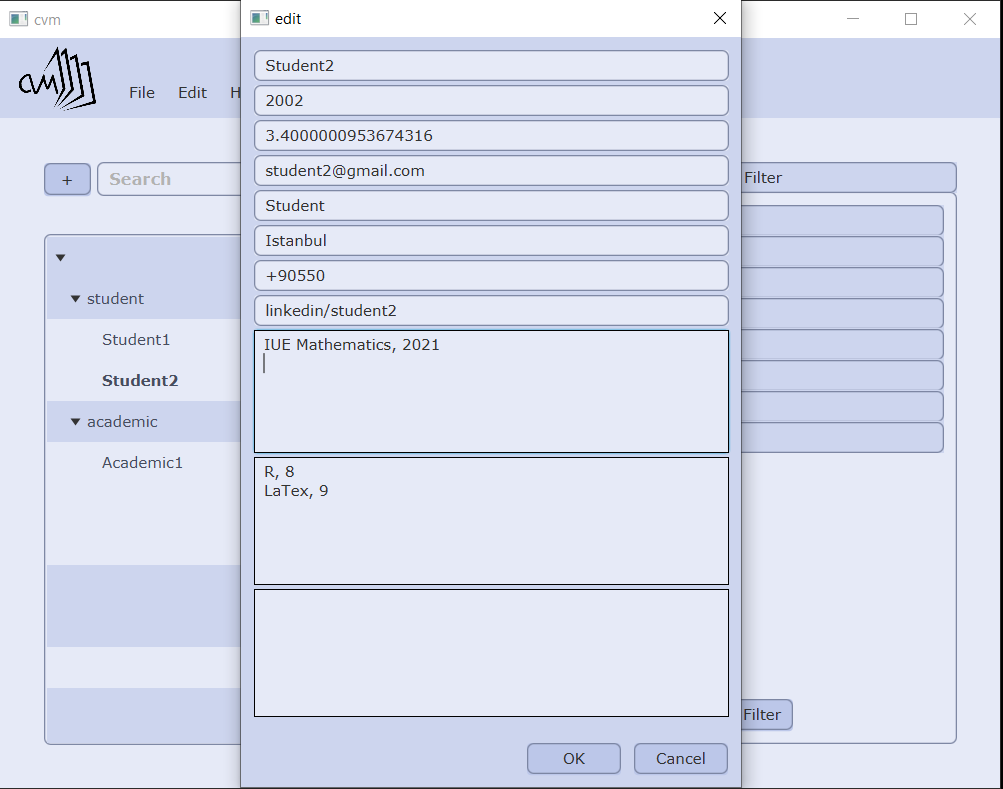 cvm
edit
cvm
File Edit H
Student2
2002
3.4000000953674316
student2@gmail.com
Student
Istanbul
+90550
linkedin/student2
IUE Mathematics, 2021
R, 8
LaTex, 9
OK Cancel
+ Search
student
Student1
Student2
academic
Academic1
Filter
Filter